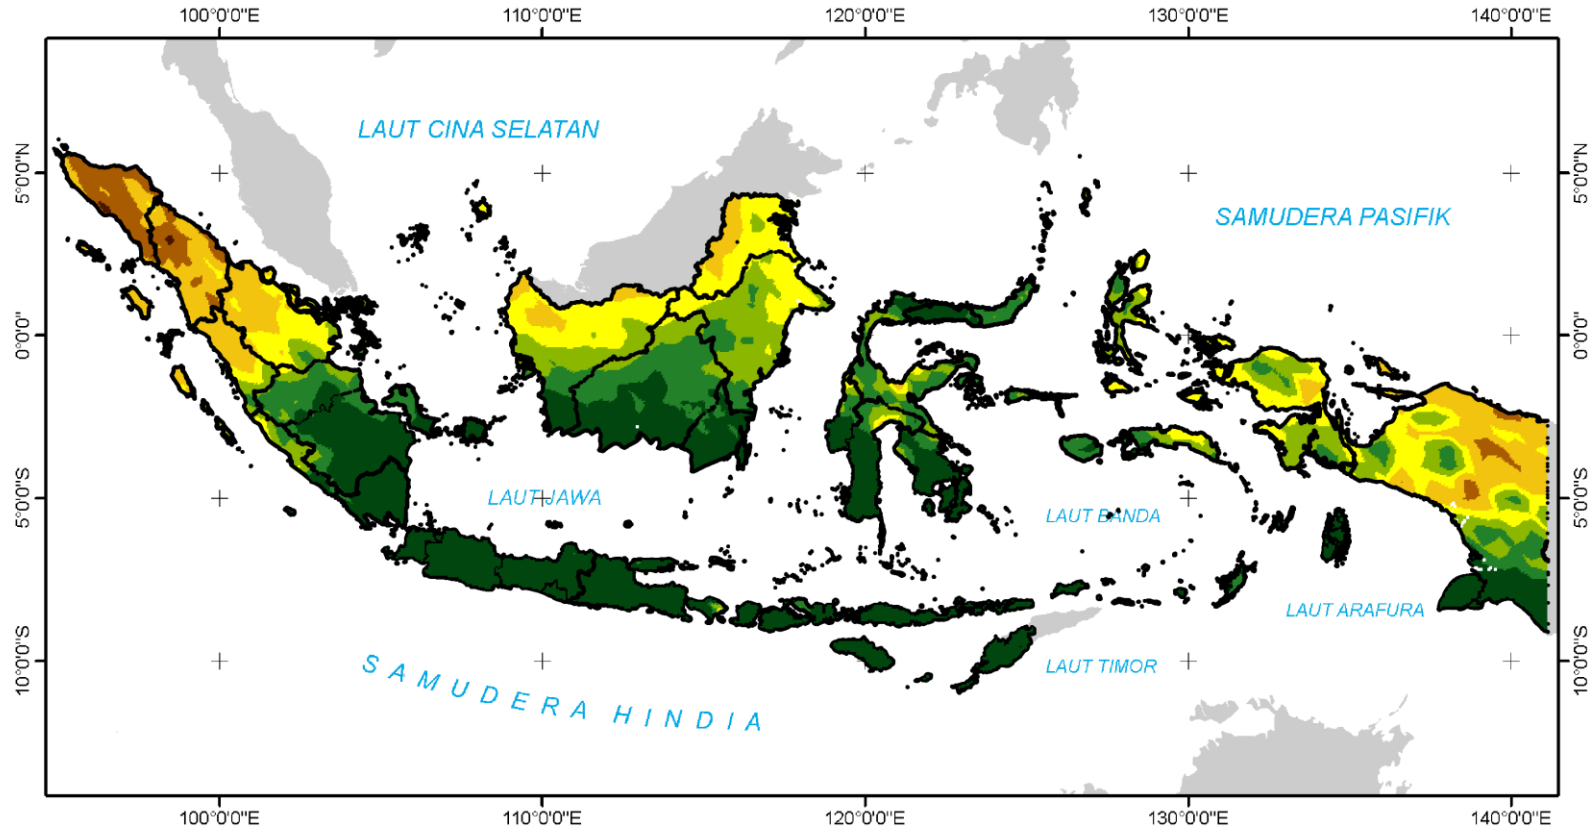 100°0'0"E 110°0'0"E 120°0'0"E 130°0'0"E 140°0'0"E
LAUT CINA SELATAN
5°0'0"N 5°0'0"N
SAMUDERA PASIFIK
0°0'0" 0°0'0"
5°0'0"S 5°0'0"S
LAUT JAWA
LAUT BANDA
LAUT ARAFURA
10°0'0"S 10°0'0"S
LAUT TIMOR
SAMUDERA HINDIA
100°0'0"E 110°0'0"E 120°0'0"E 130°0'0"E 140°0'0"E